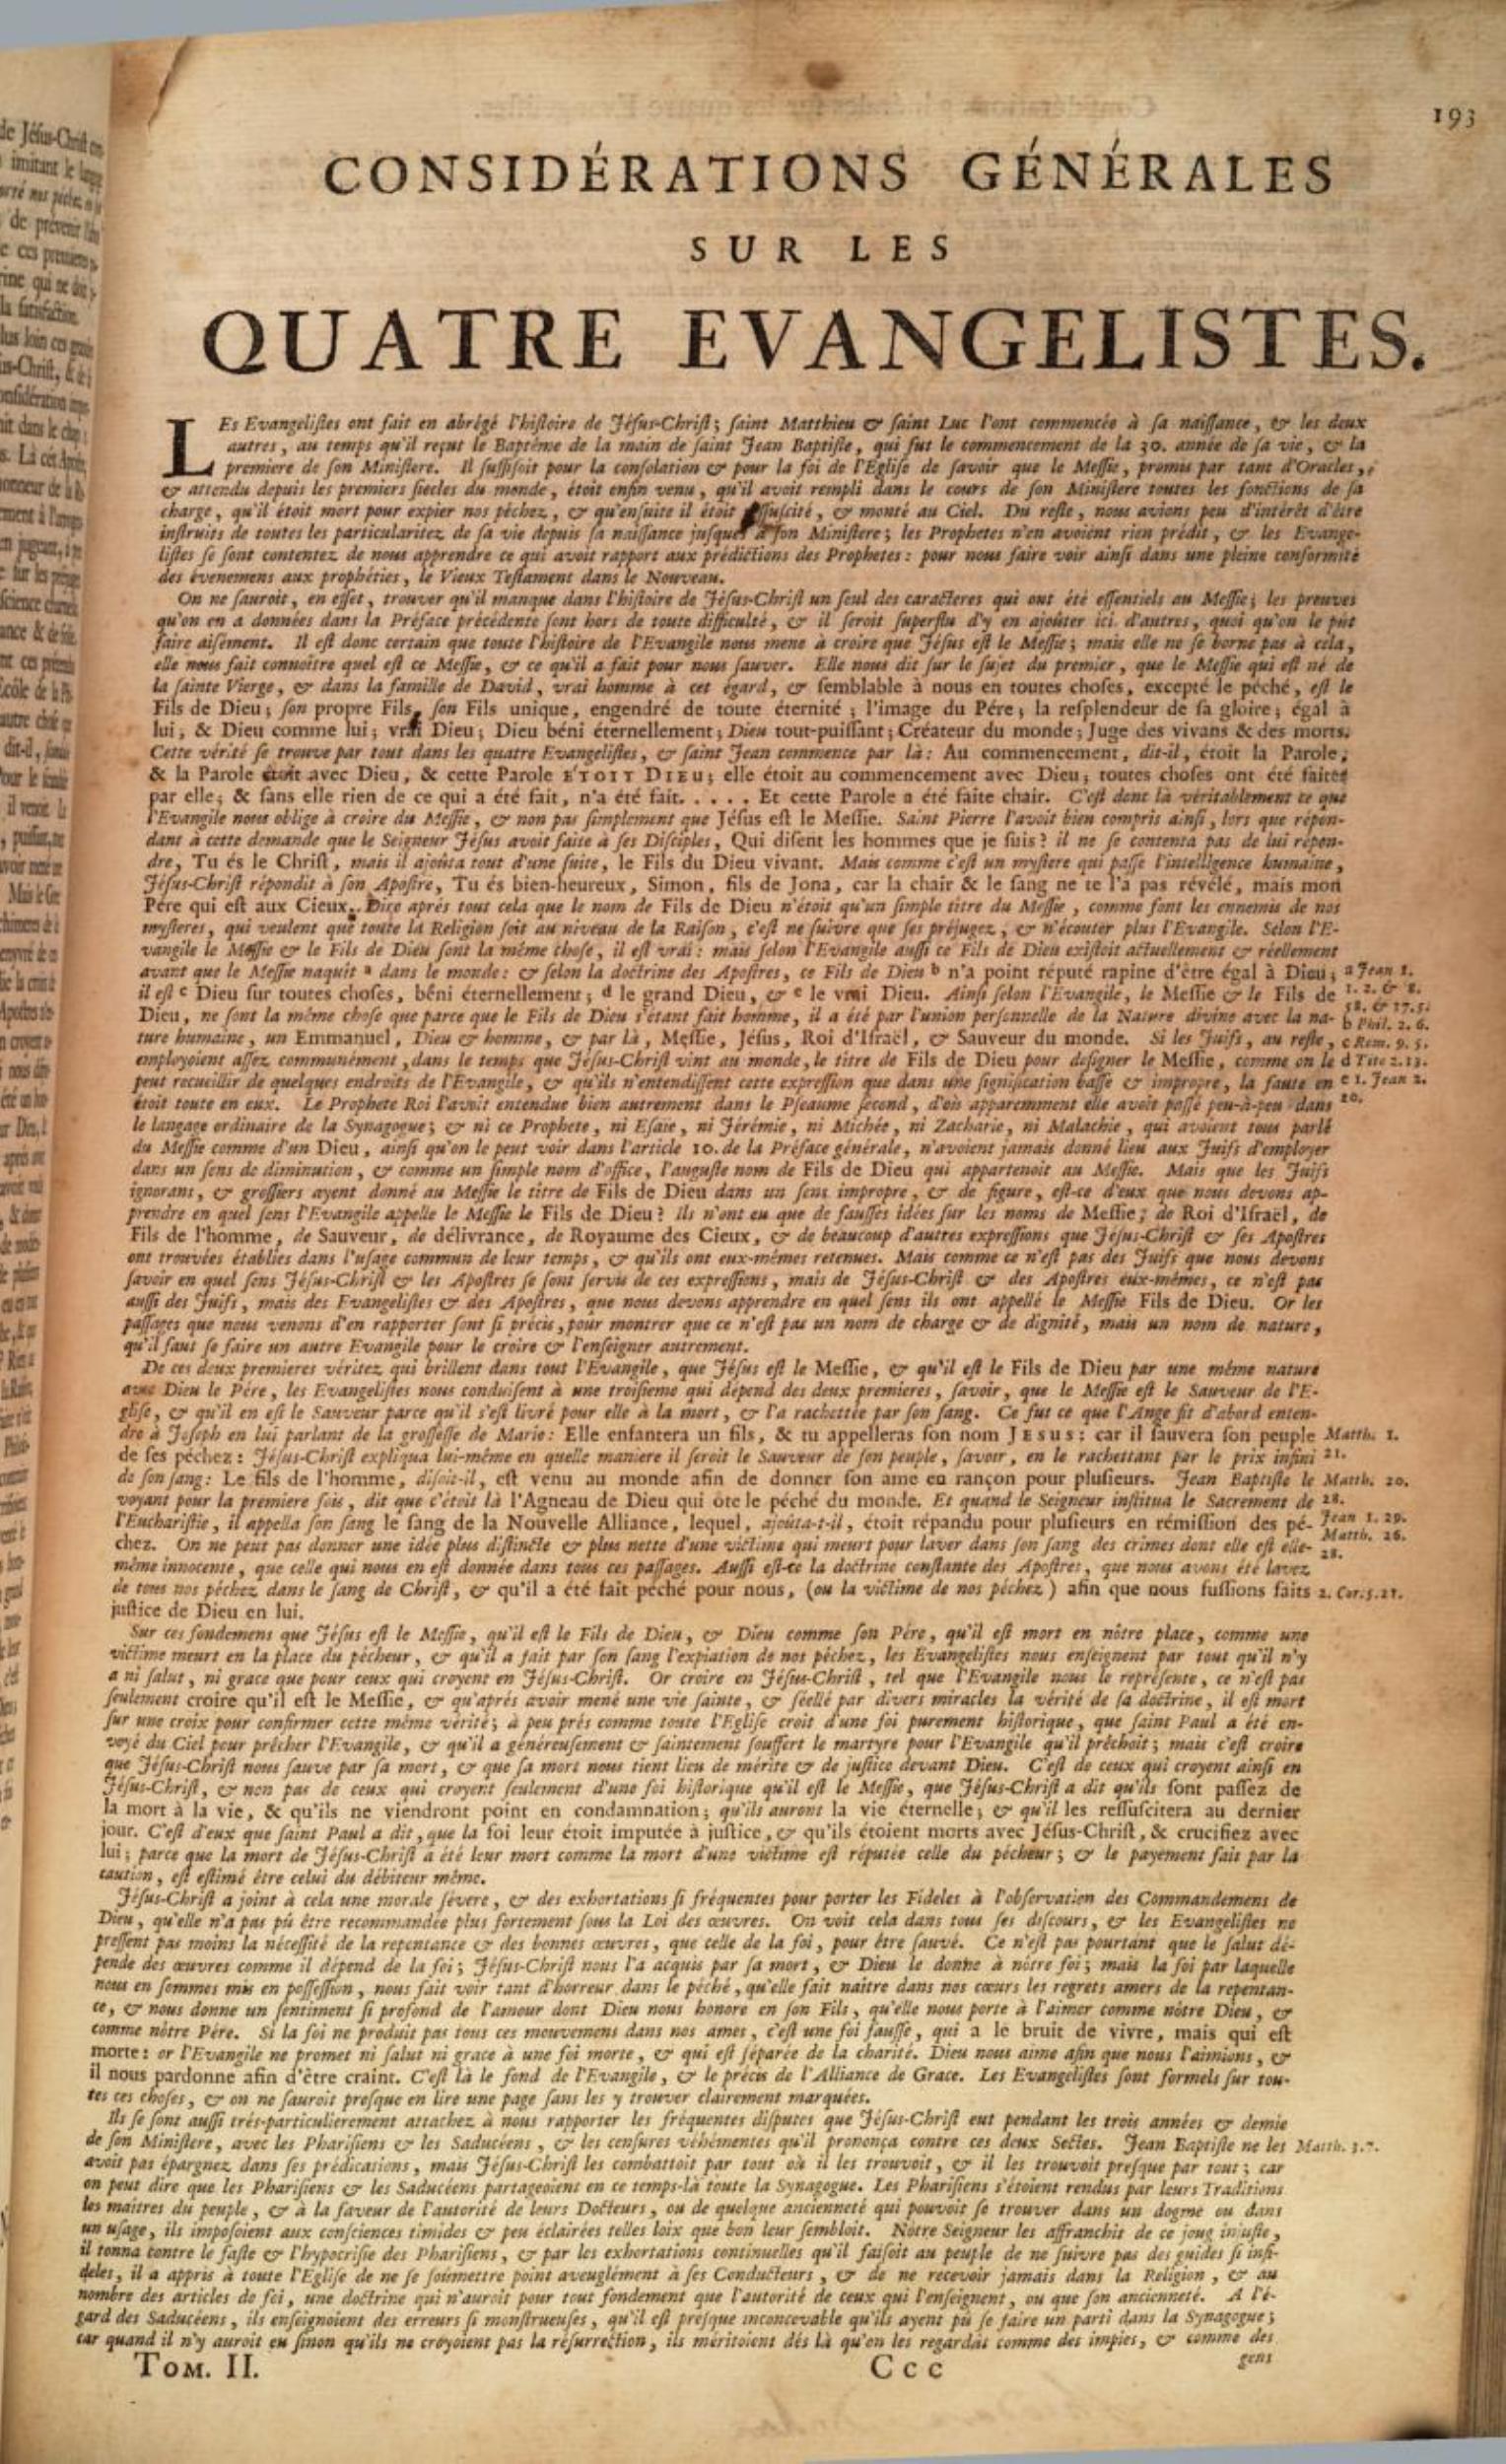 193
CONSIDÉRATIONS GÉNÉRALES
SUR LES
QUATRE EVANGELISTES.
LEs Evangelistes ont fait en abrégé l'histoire de Jésus-Christ; saint Matthieu & saint Luc l'ont commencée à sa naissance, & les deux
autres, au temps qu'il reçut le Baptême de la main de saint Jean Baptiste, qui fut le commencement de la 30. année de sa vie, & la
premiere de son Ministere. Il suffisoit pour la consolation & pour la foi de l'Eglise de savoir que le Messie, promis par tant d'Oracles,
& attendu depuis les premiers siecles du monde, étoit enfin venu, qu'il avoit rempli dans le cours de son Ministere toutes les fonctions de sa
charge, qu'il étoit mort pour expier nos péchez, & qu'ensuite il étoit ressuscité, & monté au Ciel. Du reste, nous avions peu d'intérêt d'être
instruits de toutes les particularitez de sa vie depuis sa naissance jusques à son Ministere; les Prophetes n'en avoient rien prédit, & les Evange-
listes se sont contentez de nous apprendre ce qui avoit rapport aux prédictions des Prophetes: pour nous faire voir ainsi dans une pleine conformité
des évenemens aux prophéties, le Vieux Testament dans le Nouveau.
On ne sauroit, en effet, trouver qu'il manque dans l'histoire de Jésus-Christ un seul des caracteres qui ont été essentiels au Messie; les preuves
qu'on en a données dans la Préface précédente sont hors de toute difficulté, & il seroit superflu d'y en ajoûter ici d'autres, quoi qu'on le pût
faire aisément. Il est donc certain que toute l'histoire de l'Evangile nous mene à croire que Jésus est le Messie; mais elle ne se borne pas à cela,
elle nous fait connoître quel est ce Messie, & ce qu'il a fait pour nous sauver. Elle nous dit sur le sujet du premier, que le Messie qui est né de
la sainte Vierge, & dans la famille de David, vrai homme à cet égard, & semblable à nous en toutes choses, excepté le péché, est le
Fils de Dieu; son propre Fils, son Fils unique, engendré de toute éternité; l'image du Pére; la resplendeur de sa gloire; égal à
lui, & Dieu comme lui; vrai Dieu; Dieu béni éternellement; Dieu tout-puissant; Créateur du monde; Juge des vivans & des morts.
Cette vérité se trouve par tout dans les quatre Evangelistes, & saint Jean commence par là: Au commencement, dit-il, étoit la Parole;
& la Parole étoit avec Dieu, & cette Parole ETOIT DIEU; elle étoit au commencement avec Dieu; toutes choses ont été faites
par elle; & sans elle rien de ce qui a été fait, n'a été fait. . . . . Et cette Parole a été faite chair. C'est donc là véritablement ce que
l'Evangile nous oblige à croire du Messie, & non pas simplement que Jésus est le Messie. Saint Pierre l'avoit bien compris ainsi, lors que répon-
dant à cette demande que le Seigneur Jésus avoit faite à ses Disciples, Qui disent les hommes que je suis? il ne se contenta pas de lui répon-
dre, Tu és le Christ, mais il ajoûta tout d'une suite, le Fils du Dieu vivant. Mais comme c'est un mystere qui passe l'intelligence humaine,
Jésus-Christ répondit à son Apostre, Tu és bien-heureux, Simon, fils de Jona, car la chair & le sang ne te l'a pas révélé, mais mon
Pére qui est aux Cieux. Dire après tout cela que le nom de Fils de Dieu n'étoit qu'un simple titre du Messie, comme font les ennemis de nos
mysteres, qui veulent que toute la Religion soit au niveau de la Raison, c'est ne suivre que ses préjugez, & n'écouter plus l'Evangile. Selon l'E-
vangile le Messie & le Fils de Dieu sont la même chose, il est vrai: mais selon l'Evangile aussi ce Fils de Dieu existoit actuellement & réellement
avant que le Messie naquit a dans le monde: & selon la doctrine des Apostres, ce Fils de Dieu b n'a point réputé rapine d'être égal à Dieu; a Jean 1.
il est c Dieu sur toutes choses, béni éternellement; d le grand Dieu, & e le vrai Dieu. Ainsi selon l'Evangile, le Messie & le Fils de 1. 2. & 8.
Dieu, ne sont la même chose que parce que le Fils de Dieu s'étant fait homme, il a été par l'union personnelle de la Nature divine avec la na- 58. & 17. 5.
b Phil. 2. 6.
ture humaine, un Emmanuel, Dieu & homme, & par là, Messie, Jésus, Roi d'Israël, & Sauveur du monde. Si les Juifs, au reste, c Rom. 9. 5.
employoient assez communément, dans le temps que Jésus-Christ vint au monde, le titre de Fils de Dieu pour designer le Messie, comme on le d Tite 2. 13.
peut recueillir de quelques endroits de l'Evangile, & qu'ils n'entendissent cette expression que dans une signification basse & impropre, la faute en e 1. Jean 2.
étoit toute en eux. Le Prophete Roi l'avoit entendue bien autrement dans le Pseaume second, d'où apparemment elle avoit passé peu-à-peu dans 20.
le langage ordinaire de la Synagogue; & ni ce Prophete, ni Esaïe, ni Jérémie, ni Michée, ni Zacharie, ni Malachie, qui avoient tous parlé
du Messie comme d'un Dieu, ainsi qu'on le peut voir dans l'article 10. de la Préface générale, n'avoient jamais donné lieu aux Juifs d'employer
dans un sens de diminution, & comme un simple nom d'office, l'auguste nom de Fils de Dieu qui appartenoit au Messie. Mais que les Juifs
ignorans, & grossiers ayent donné au Messie le titre de Fils de Dieu dans un sens impropre, & de figure, est-ce d'eux que nous devons ap-
prendre en quel sens l'Evangile appelle le Messie le Fils de Dieu? Ils n'ont eu que de fausses idées sur les noms de Messie; de Roi d'Israël, de
Fils de l'homme, de Sauveur, de délivrance, de Royaume des Cieux, & de beaucoup d'autres expressions que Jésus-Christ & ses Apostres
ont trouvées établies dans l'usage commun de leur temps, & qu'ils ont eux-mêmes retenues. Mais comme ce n'est pas des Juifs que nous devons
savoir en quel sens Jésus-Christ & les Apostres se sont servis de ces expressions, mais de Jésus-Christ & des Apostres eux-mêmes, ce n'est pas
aussi des Juifs, mais des Evangelistes & des Apostres, que nous devons apprendre en quel sens ils ont appellé le Messie Fils de Dieu. Or les
passages que nous venons d'en rapporter sont si précis, pour montrer que ce n'est pas un nom de charge & de dignité, mais un nom de nature,
qu'il faut se faire un autre Evangile pour le croire & l'enseigner autrement.
De ces deux premieres véritez qui brillent dans tout l'Evangile, que Jésus est le Messie, & qu'il est le Fils de Dieu par une même nature
avec Dieu le Pére, les Evangelistes nous conduisent à une troisieme qui dépend des deux premieres, savoir, que le Messie est le Sauveur de l'E-
glise, & qu'il en est le Sauveur parce qu'il s'est livré pour elle à la mort, & l'a rachettée par son sang. Ce fut ce que l'Ange fit d'abord enten-
dre à Joseph en lui parlant de la grossesse de Marie: Elle enfantera un fils, & tu appelleras son nom JESUS: car il sauvera son peuple Matth. 1.
de ses péchez: Jésus-Christ expliqua lui-même en quelle maniere il seroit le Sauveur de son peuple, savoir, en le rachettant par le prix infini 21.
de son sang: Le fils de l'homme, disoit-il, est venu au monde afin de donner son ame en rançon pour plusieurs. Jean Baptiste le Matth. 20.
voyant pour la premiere fois, dit que c'étoit là l'Agneau de Dieu qui ôte le péché du monde. Et quand le Seigneur institua le Sacrement de 28.
l'Eucharistie, il appella son sang le sang de la Nouvelle Alliance, lequel, ajoûta-t-il, étoit répandu pour plusieurs en rémission des pé- Jean 1. 29.
chez. On ne peut pas donner une idée plus distincte & plus nette d'une victime qui meurt pour laver dans son sang des crimes dont elle est elle- Matth. 26.
même innocente, que celle qui nous en est donnée dans tous ces passages. Aussi est-ce la doctrine constante des Apostres, que nous avons été lavez 28.
de tous nos péchez dans le sang de Christ, & qu'il a été fait péché pour nous, (ou la victime de nos péchez) afin que nous fussions faits 2. Cor. 5. 21.
justice de Dieu en lui.
Sur ces fondemens que Jésus est le Messie, qu'il est le Fils de Dieu, & Dieu comme son Pére, qu'il est mort en nôtre place, comme une
victime meurt en la place du pécheur, & qu'il a fait par son sang l'expiation de nos péchez, les Evangelistes nous enseignent par tout qu'il n'y
a ni salut, ni grace que pour ceux qui croyent en Jésus-Christ. Or croire en Jésus-Christ, tel que l'Evangile nous le représente, ce n'est pas
seulement croire qu'il est le Messie, & qu'aprés avoir mené une vie sainte, & séellé par divers miracles la vérité de sa doctrine, il est mort
sur une croix pour confirmer cette même vérité; à peu prés comme toute l'Eglise croit d'une foi purement historique, que saint Paul a été en-
voyé du Ciel pour prêcher l'Evangile, & qu'il a généreusement & saintement souffert le martyre pour l'Evangile qu'il prêchoit; mais c'est croire
que Jésus-Christ nous sauve par sa mort, & que sa mort nous tient lieu de mérite & de justice devant Dieu. C'est de ceux qui croyent ainsi en
Jésus-Christ, & non pas de ceux qui croyent seulement d'une foi historique qu'il est le Messie, que Jésus-Christ a dit qu'ils sont passez de
la mort à la vie, & qu'ils ne viendront point en condamnation; qu'ils auront la vie éternelle; & qu'il les ressuscitera au dernier
jour. C'est d'eux que saint Paul a dit, que la foi leur étoit imputée à justice, & qu'ils étoient morts avec Jésus-Christ, & crucifiez avec
lui; parce que la mort de Jésus-Christ a été leur mort comme la mort d'une victime est réputée celle du pécheur; & le payement fait par la
caution, est estimé être celui du débiteur même.
Jésus-Christ a joint à cela une morale sévere, & des exhortations si fréquentes pour porter les Fideles à l'observation des Commandemens de
Dieu, qu'elle n'a pas pû être recommandée plus fortement sous la Loi des œuvres. On voit cela dans tous ses discours, & les Evangelistes ne
pressent pas moins la nécessité de la repentance & des bonnes œuvres, que celle de la foi, pour être sauvé. Ce n'est pas pourtant que le salut dé-
pende des œuvres comme il dépend de la foi; Jésus-Christ nous l'a acquis par sa mort, & Dieu le donne à nôtre foi; mais la foi par laquelle
nous en sommes mis en possession, nous fait voir tant d'horreur dans le péché, qu'elle fait naître dans nos cœurs les regrets amers de la repentan-
ce, & nous donne un sentiment si profond de l'amour dont Dieu nous honore en son Fils, qu'elle nous porte à l'aimer comme nôtre Dieu, &
comme nôtre Pére. Si la foi ne produit pas tous ces mouvemens dans nos ames, c'est une foi fausse, qui a le bruit de vivre, mais qui est
morte: or l'Evangile ne promet ni salut ni grace à une foi morte, & qui est séparée de la charité. Dieu nous aime afin que nous l'aimions, &
il nous pardonne afin d'être craint. C'est là le fond de l'Evangile, & le précis de l'Alliance de Grace. Les Evangelistes sont formels sur tou-
tes ces choses, & on ne sauroit presque en lire une page sans les y trouver clairement marquées.
Ils se sont aussi très-particulierement attachez à nous rapporter les fréquentes disputes que Jésus-Christ eut pendant les trois années & demie
de son Ministere, avec les Pharisiens & les Saducéens, & les censures véhémentes qu'il prononça contre ces deux Sectes. Jean Baptiste ne les Matth. 3. 7.
avoit pas épargnez dans ses prédications, mais Jésus-Christ les combattoit par tout où il les trouvoit, & il les trouvoit presque par tout; car
on peut dire que les Pharisiens & les Saducéens partageoient en ce temps-là toute la Synagogue. Les Pharisiens s'étoient rendus par leurs Traditions
les maîtres du peuple, & à la faveur de l'autorité de leurs Docteurs, ou de quelque ancienneté qui pouvoit se trouver dans un dogme ou dans
un usage, ils imposoient aux consciences timides & peu éclairées telles loix que bon leur sembloit. Nôtre Seigneur les affranchit de ce joug injuste,
il tonna contre le faste & l'hypocrisie des Pharisiens, & par les exhortations continuelles qu'il faisoit au peuple de ne suivre pas des guides si infi-
deles, il a appris à toute l'Eglise de ne se soûmettre point aveuglément à ses Conducteurs, & de ne recevoir jamais dans la Religion, & au
nombre des articles de foi, une doctrine qui n'auroit pour tout fondement que l'autorité de ceux qui l'enseignent, ou que son ancienneté. A l'é-
gard des Saducéens, ils enseignoient des erreurs si monstrueuses, qu'il est presque inconcevable qu'ils ayent pû se faire un parti dans la Synagogue;
car quand il n'y auroit eu sinon qu'ils ne croyoient pas la résurrection, ils méritoient dés là qu'on les regardât comme des impies, & comme des
TOM. II. Ccc gens